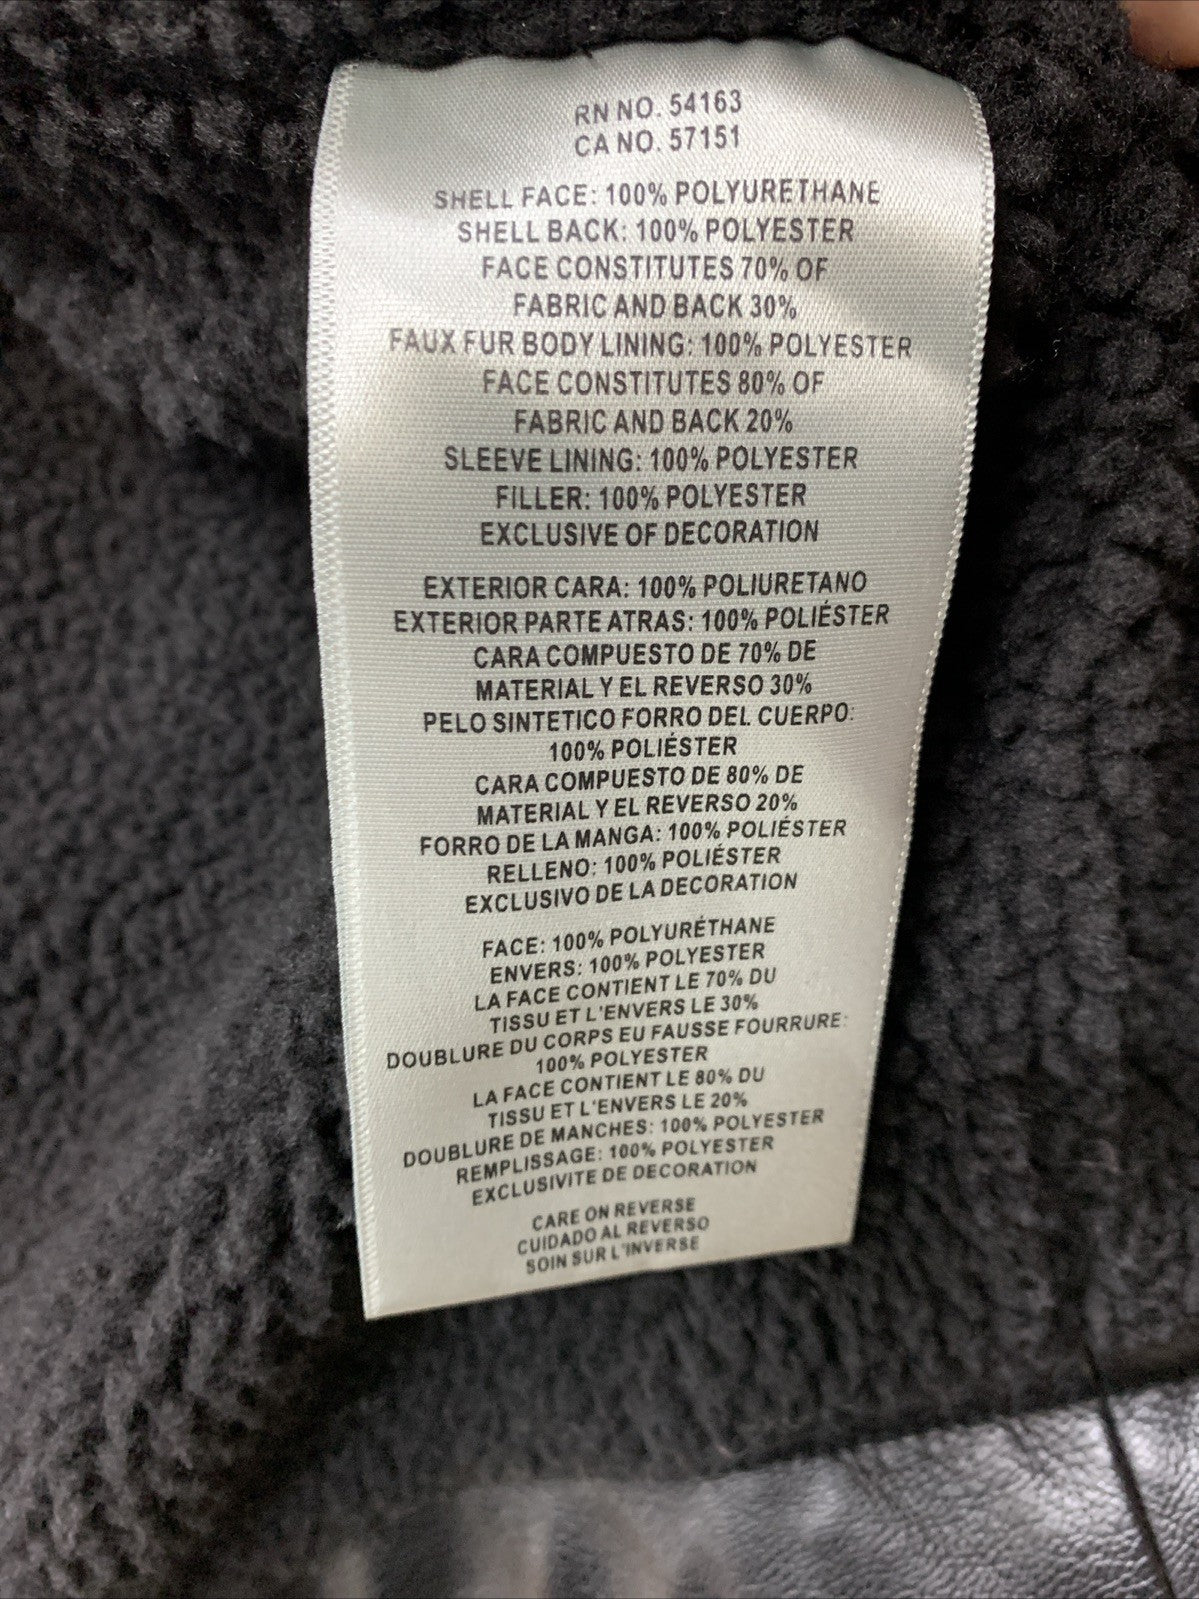 RN NO. 54163
CA NO. 57151
SHELL FACE: 100% POLYURETHANE
SHELL BACK: 100% POLYESTER
FACE CONSTITUTES 70% OF
FABRIC AND BACK 30%
FAUX FUR BODY LINING: 100% POLYESTER
FACE CONSTITUTES 80% OF
FABRIC AND BACK 20%
SLEEVE LINING: 100% POLYESTER
FILLER: 100% POLYESTER
EXCLUSIVE OF DECORATION
EXTERIOR CARA: 100% POLIURETANO
EXTERIOR PARTE ATRAS: 100% POLIÉSTER
CARA COMPUESTO DE 70% DE
MATERIAL Y EL REVERSO 30%
PELO SINTETICO FORRO DEL CUERPO:
100% POLIÉSTER
CARA COMPUESTO DE 80% DE
MATERIAL Y EL REVERSO 20%
FORRO DE LA MANGA: 100% POLIÉSTER
RELLENO: 100% POLIÉSTER
EXCLUSIVO DE LA DECORATION
FACE: 100% POLYURÉTHANE
ENVERS: 100% POLYESTER
LA FACE CONTIENT LE 70% DU
TISSU ET L'ENVERS LE 30%
DOUBLURE DU CORPS EU FAUSSE FOURRURE:
100% POLYESTER
LA FACE CONTIENT LE 80% DU
TISSU ET L'ENVERS LE 20%
DOUBLURE DE MANCHES: 100% POLYESTER
REMPLISSAGE: 100% POLYESTER
EXCLUSIVITE DE DECORATION
CARE ON REVERSE
CUIDADO AL REVERSO
SOIN SUR L'INVERSE